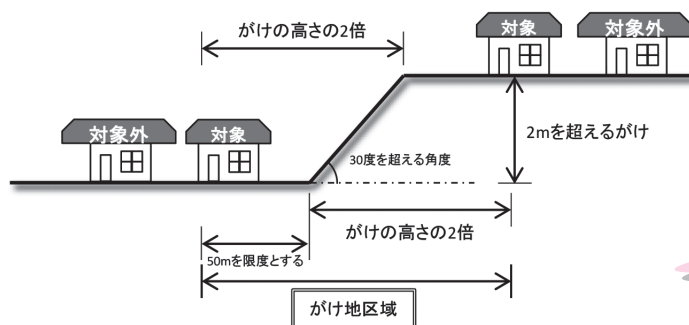 がけの高さの2倍
対象
対象外
対象外
対象
2mを超えるがけ
30度を超える角度
がけの高さの2倍
50mを限度とする
がけ地区域